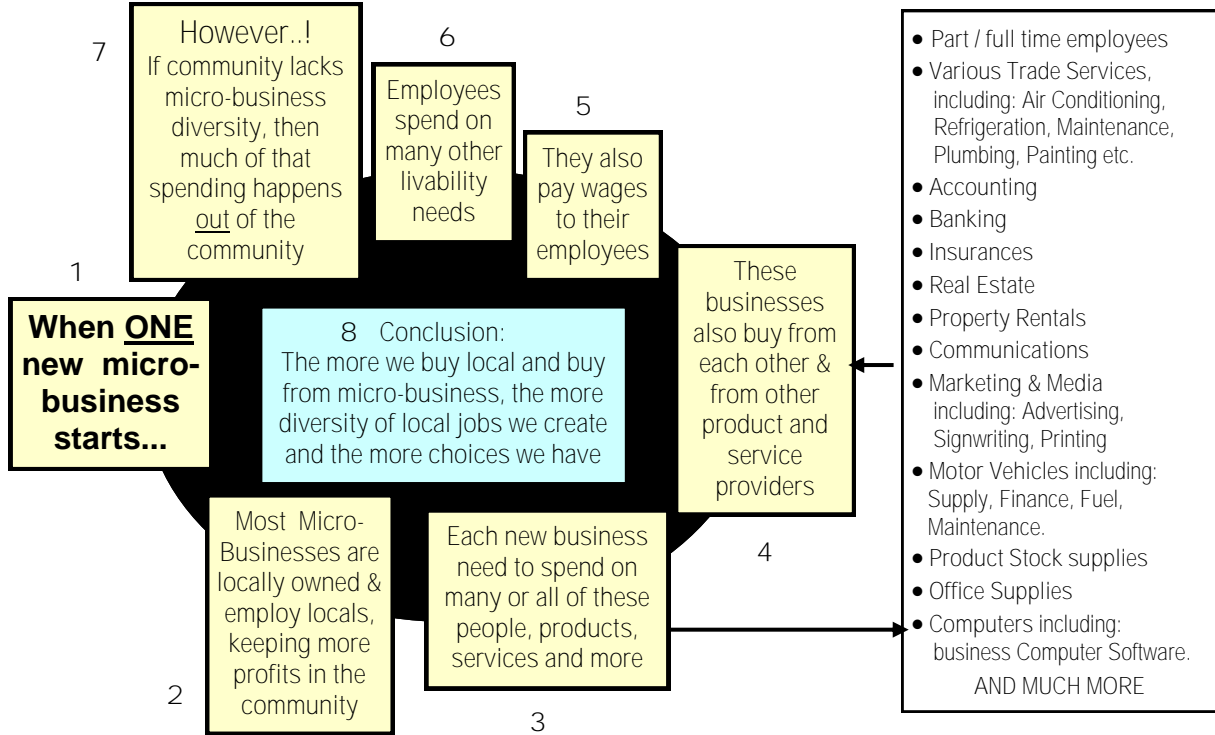 1
When ONE
new micro-
business
starts...
2
Most Micro-
Businesses are
locally owned &
employ locals,
keeping more
profits in the
community
3
Each new business
need to spend on
many or all of these
people, products,
services and more
• Part / full time employees
• Various Trade Services,
including: Air Conditioning,
Refrigeration, Maintenance,
Plumbing, Painting etc.
• Accounting
• Banking
• Insurances
• Real Estate
• Property Rentals
• Communications
• Marketing & Media
including: Advertising,
Signwriting, Printing
• Motor Vehicles including:
Supply, Finance, Fuel,
Maintenance.
• Product Stock supplies
• Office Supplies
• Computers including:
business Computer Software.
AND MUCH MORE
4
These
businesses
also buy from
each other &
from other
product and
service
providers
5
They also
pay wages
to their
employees
6
Employees
spend on
many other
livability
needs
7
However..!
If community lacks
micro-business
diversity, then
much of that
spending happens
out of the
community
8 Conclusion:
The more we buy local and buy
from micro-business, the more
diversity of local jobs we create
and the more choices we have